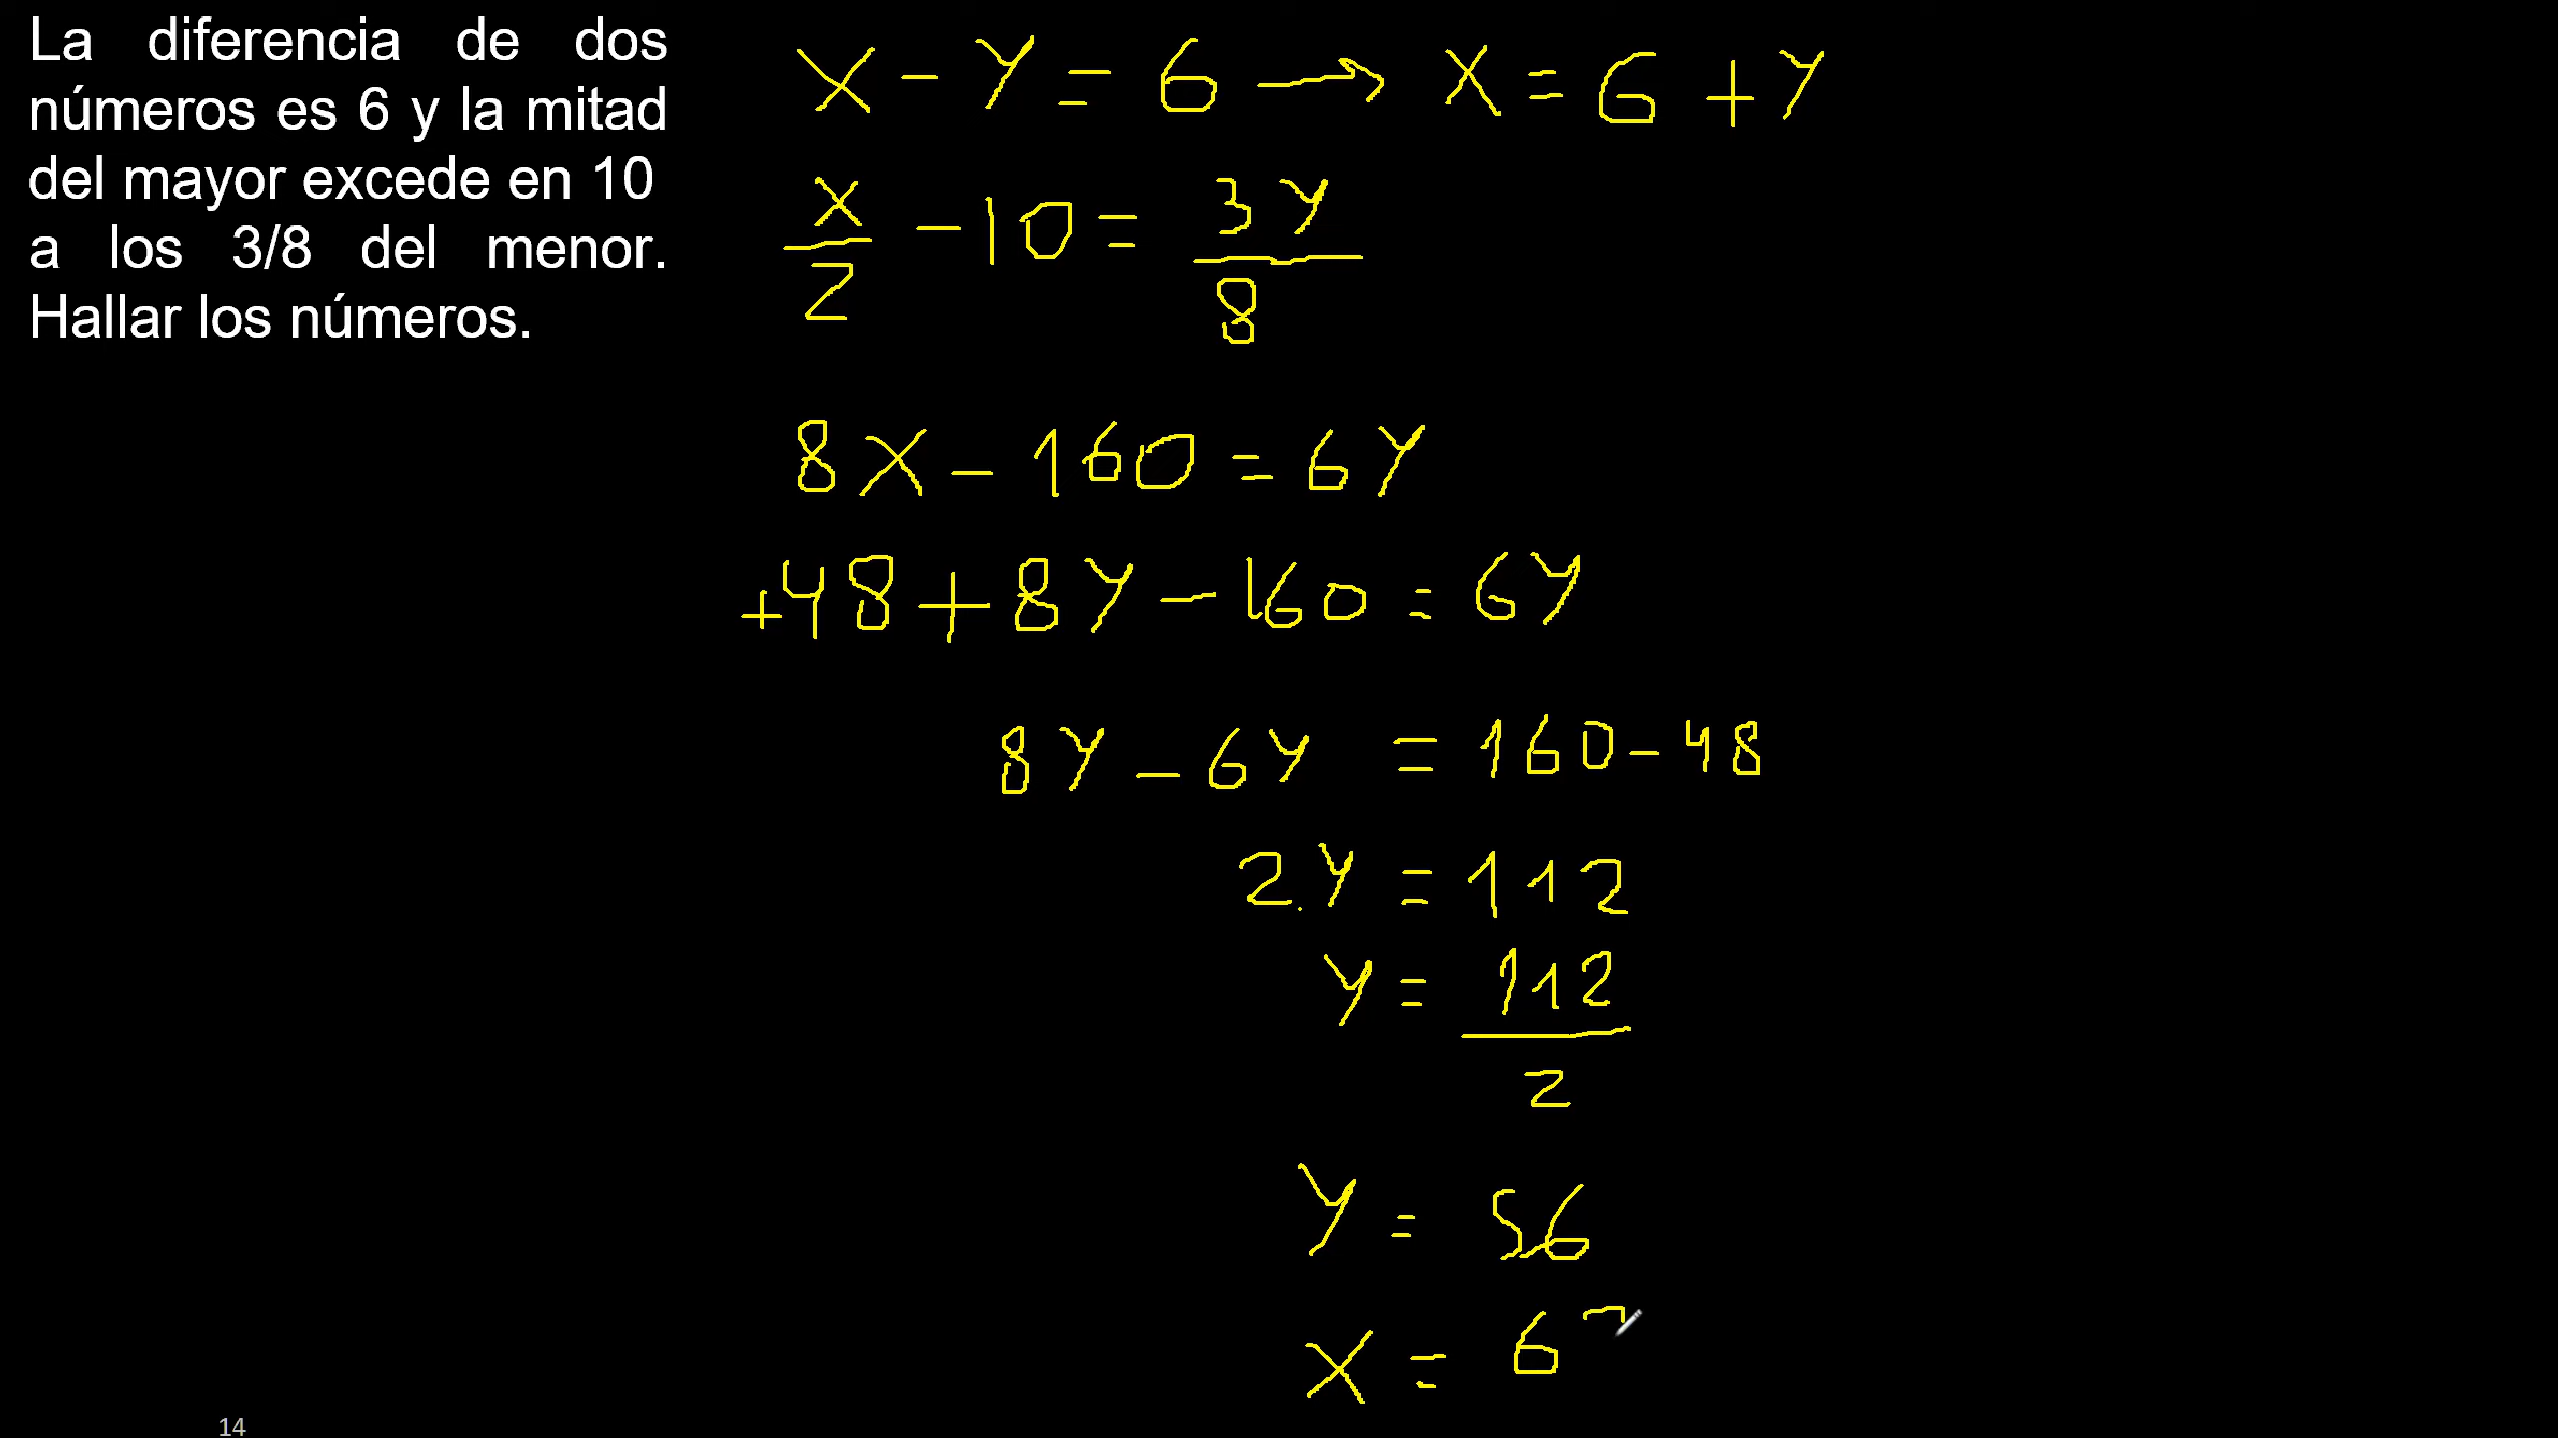 La diferencia de dos
números es 6 y la mitad
del mayor excede en 10
a los 3/8 del menor.
Hallar los números.
x - y = 6 → x = 6 + y
x/2 - 10 = 3y/8
8x - 160 = 6y
+48 + 8y - 160 = 6y
8y - 6y = 160 - 48
2.y = 112
y = 112/2
y = 56
x = 6
14